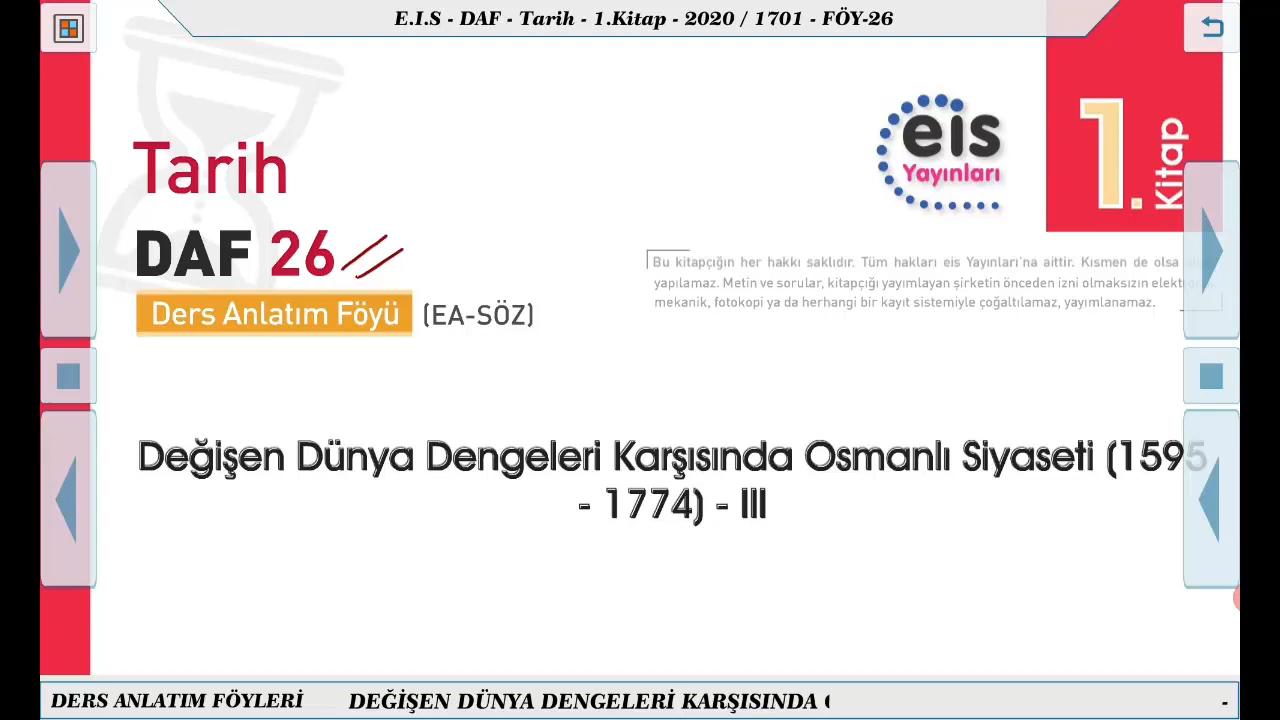 E.I.S - DAF - Tarih - 1.Kitap - 2020 / 1701 - FÖY-26
eis
Yayınları
1.
Kitap
Tarih
DAF 26
Ders Anlatım Föyü (EA-SÖZ)
Bu kitapçığın her hakkı saklıdır. Tüm hakları eis Yayınları'na aittir. Kısmen de olsa
yapılamaz. Metin ve sorular, kitapçığı yayımlayan şirketin önceden izni olmaksızın
mekanik, fotokopi ya da herhangi bir kayıt sistemiyle çoğaltılamaz, yayımlanamaz.
Değişen Dünya Dengeleri Karşısında Osmanlı Siyaseti (1595
- 1774) - III
DERS ANLATIM FÖYLERİ DEĞİŞEN DÜNYA DENGELERİ KARŞISINDA -